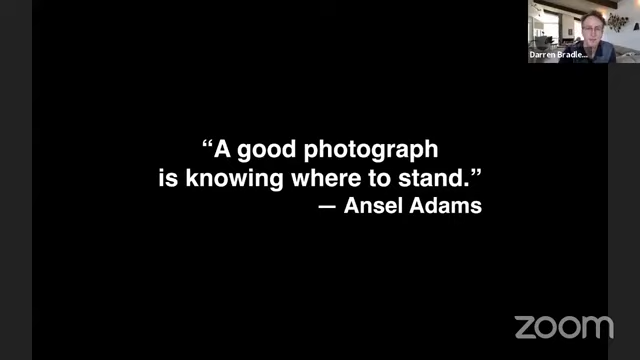 Darren Bradle...
“A good photograph
is knowing where to stand.”
— Ansel Adams
zoom